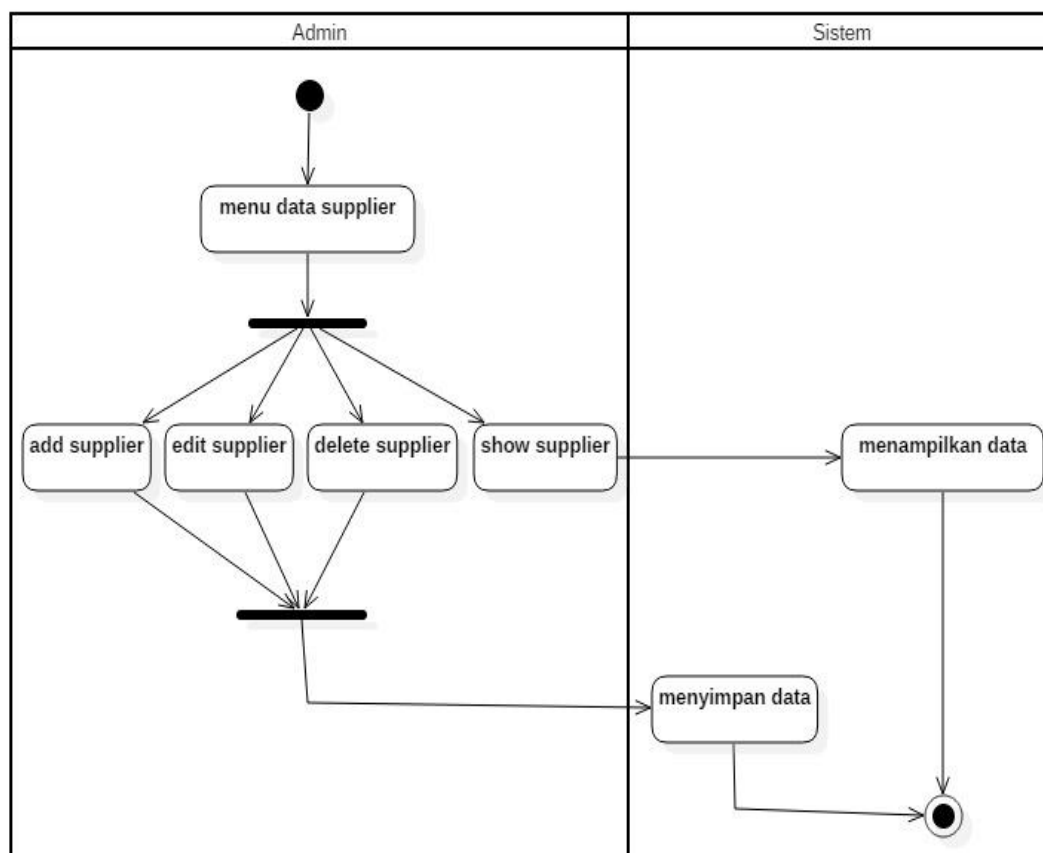 Admin
Sistem
menu data supplier
add supplier
edit supplier
delete supplier
show supplier
menampilkan data
menyimpan data